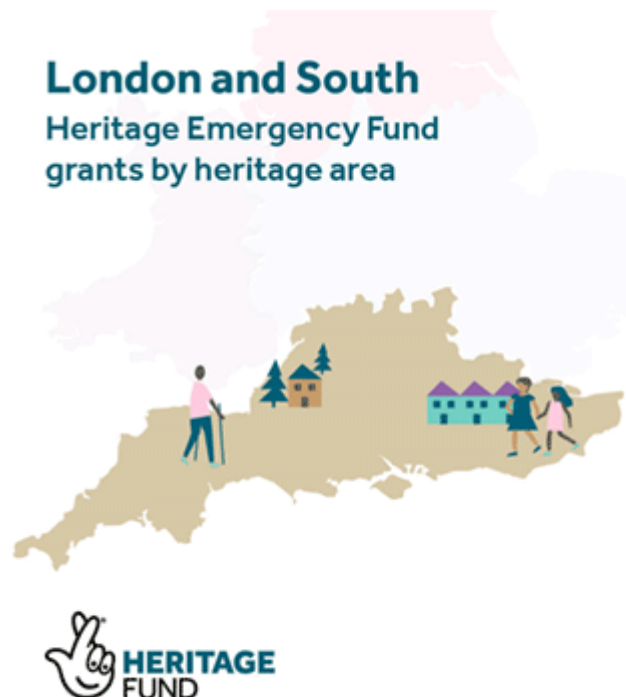 London and South
Heritage Emergency Fund
grants by heritage area
HERITAGE
FUND